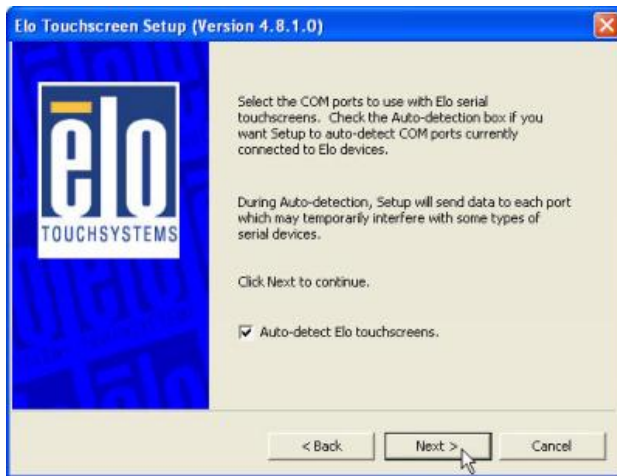 Elo Touchscreen Setup (Version 4.8.1.0)
elo
TOUCHSYSTEMS
Select the COM ports to use with Elo serial
touchscreens. Check the Auto-detection box if you
want Setup to auto-detect COM ports currently
connected to Elo devices.
During Auto-detection, Setup will send data to each port
which may temporarily interfere with some types of
serial devices.
Click Next to continue.
Auto-detect Elo touchscreens.
< Back
Next >
Cancel